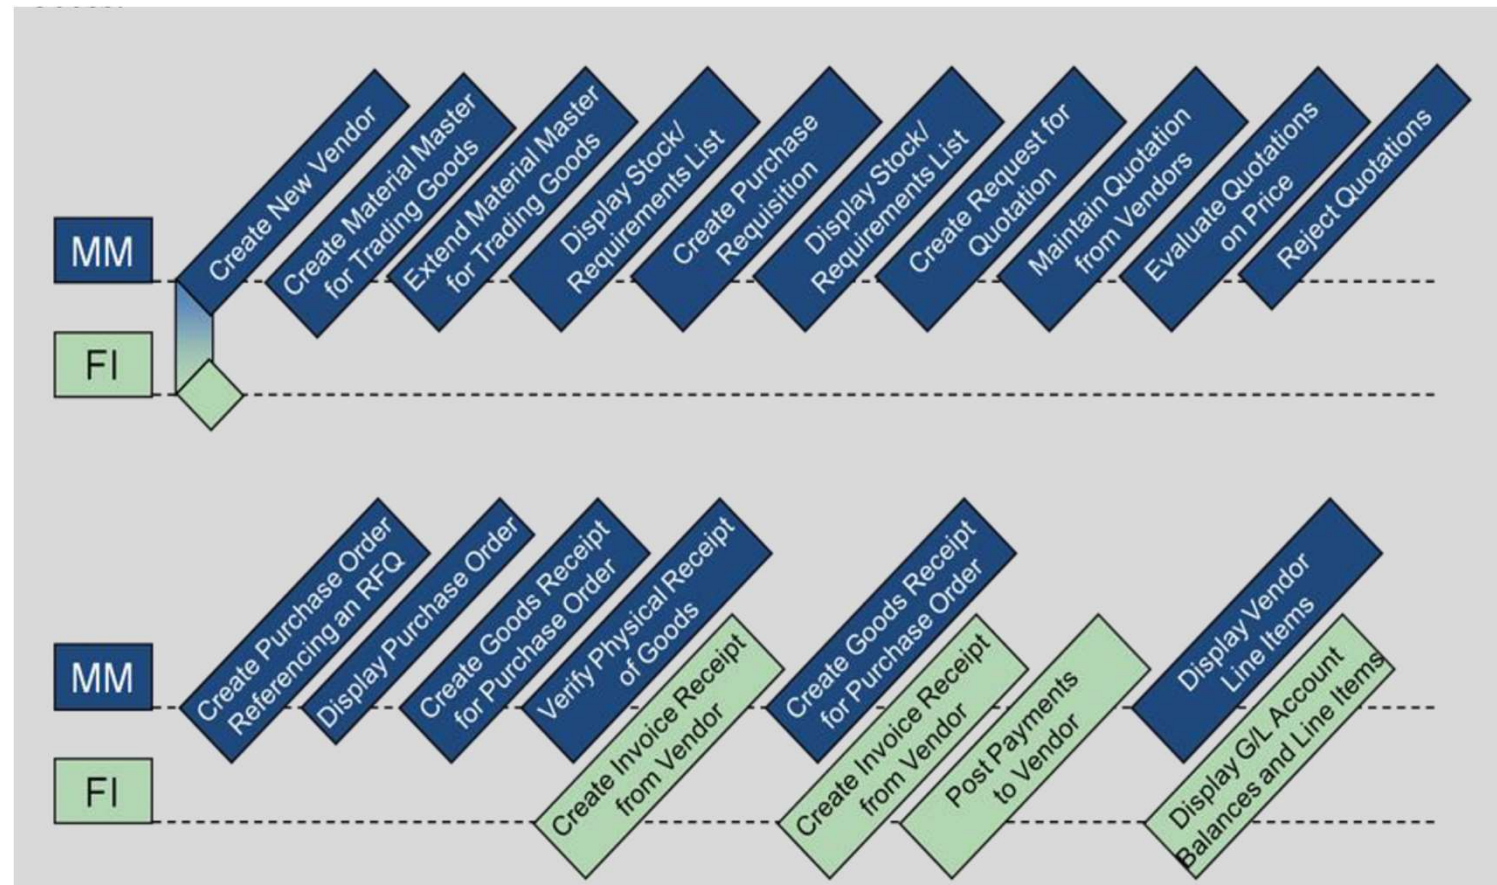 MM
Create New Vendor
Create Material Master
for Trading Goods
Extend Material Master
for Trading Goods
Display Stock/
Requirements List
Create Purchase
Requisition
Display Stock/
Requirements List
Create Request for
Quotation
Maintain Quotation
from Vendors
Evaluate Quotations
on Price
Reject Quotations
FI
MM
Create Purchase Order
Referencing an RFQ
Display Purchase Order
Create Goods Receipt
for Purchase Order
Verify Physical Receipt
of Goods
Create Goods Receipt
for Purchase Order
Display Vendor
Line Items
FI
Create Invoice Receipt
from Vendor
Create Invoice Receipt
from Vendor
Post Payments
to Vendor
Display G/L Account
Balances and Line Items